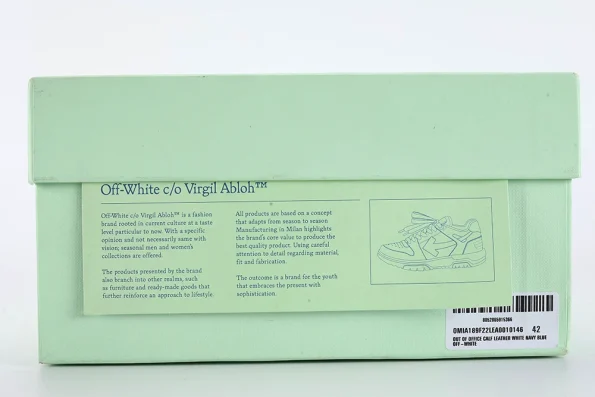 Off-White c/o Virgil Abloh™
Off-White c/o Virgil Abloh™ is a fashion
brand rooted in current culture at a taste
level particular to now. With a specific
opinion and not necessarily same with
vision; seasonal men and women's
collections are offered.
The products presented by the brand
also branch into other realms, such
as furniture and ready-made goods that
further reinforce an approach to lifestyle.
All products are based on a concept
that adapts from season to season
Manufacturing in Milan highlights
the brand's core value to produce the
best quality product. Using careful
attention to detail regarding material,
fit and fabrication.
The outcome is a brand for the youth
that embraces the present with
sophistication.
OMIA189F22LEA0010146 42
OUT OF OFFICE CALF LEATHER WHITE NAVY BLUE
OFF-WHITE